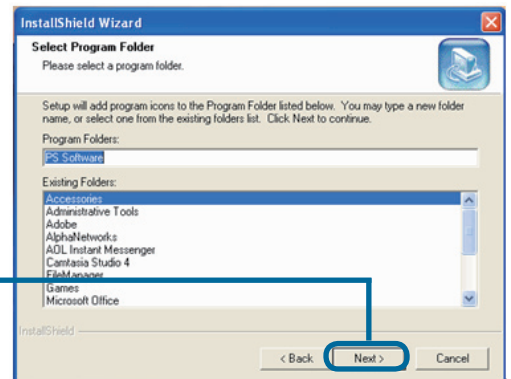 InstallShield Wizard
Select Program Folder
Please select a program folder.
Setup will add program icons to the Program Folder listed below. You may type a new folder
name, or select one from the existing folders list. Click Next to continue.
Program Folders:
PS Software
Existing Folders:
Accessories
Administrative Tools
Adobe
AlphaNetworks
AOL Instant Messenger
Camtasia Studio 4
FileManager
Games
Microsoft Office
InstallShield
< Back
Next >
Cancel